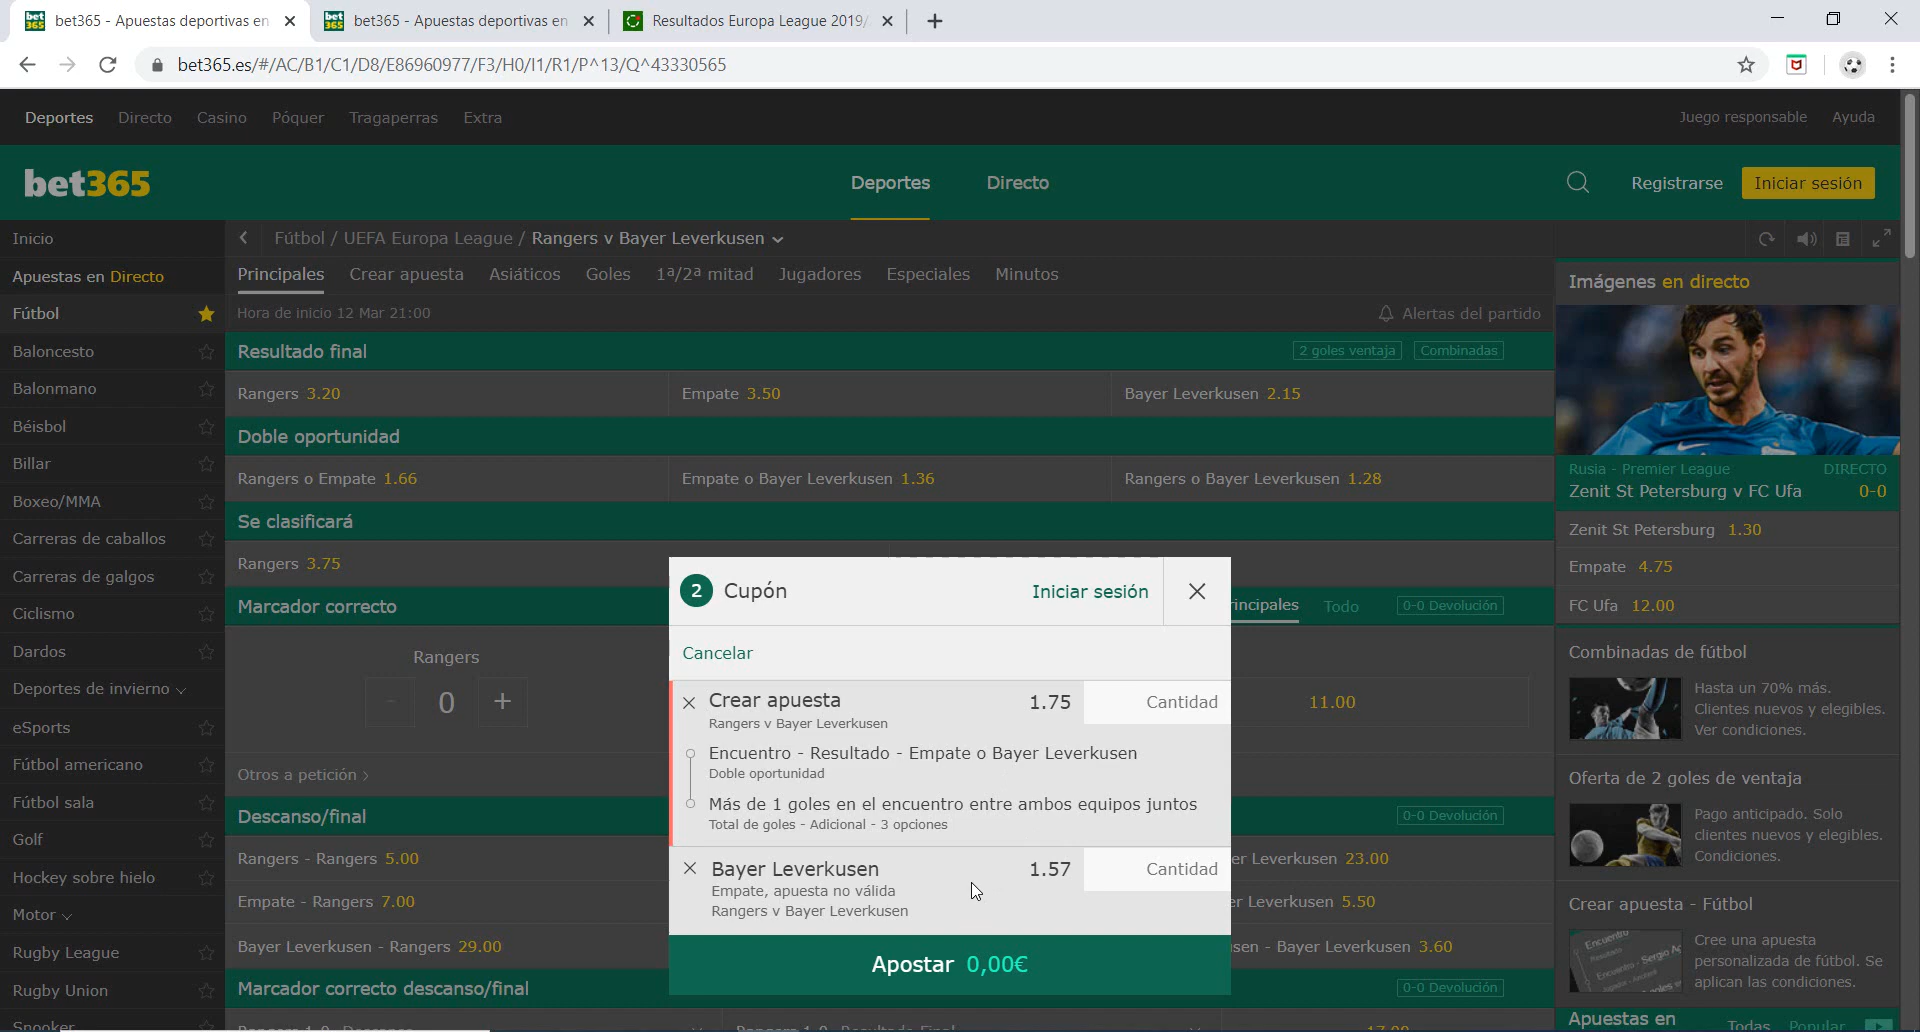 bet365 - Apuestas deportivas en
bet365 - Apuestas deportivas en
Resultados Europa League 2019/
bet365.es/#/AC/B1/C1/D8/E86960977/F3/H0/I1/R1/P^13/Q^43330565
Deportes Directo Casino Póquer Tragaperras Extra
Juego responsable Ayuda
bet365
Deportes Directo
Registrarse Iniciar sesión
Inicio
Apuestas en Directo
Fútbol
Baloncesto
Balonmano
Béisbol
Billar
Boxeo/MMA
Carreras de caballos
Carreras de galgos
Ciclismo
Dardos
Deportes de invierno
eSports
Fútbol americano
Fútbol sala
Golf
Hockey sobre hielo
Motor
Rugby League
Rugby Union
Snooker
Fútbol / UEFA Europa League / Rangers v Bayer Leverkusen
Principales Crear apuesta Asiáticos Goles 1ª/2ª mitad Jugadores Especiales Minutos
Hora de inicio 12 Mar 21:00
Alertas del partido
Resultado final
2 goles ventaja Combinadas
Rangers 3.20 Empate 3.50 Bayer Leverkusen 2.15
Doble oportunidad
Rangers o Empate 1.66 Empate o Bayer Leverkusen 1.36 Rangers o Bayer Leverkusen 1.28
Se clasificará
Rangers 3.75
Marcador correcto
rincipales Todo 0-0 Devolución
Rangers
- 0 +
11.00
Otros a petición >
Descanso/final
0-0 Devolución
Rangers - Rangers 5.00
er Leverkusen 23.00
Empate - Rangers 7.00
r Leverkusen 5.50
Bayer Leverkusen - Rangers 29.00
sen - Bayer Leverkusen 3.60
Marcador correcto descanso/final
0-0 Devolución
2 Cupón Iniciar sesión
Cancelar
Crear apuesta 1.75 Cantidad
Rangers v Bayer Leverkusen
Encuentro - Resultado - Empate o Bayer Leverkusen
Doble oportunidad
Más de 1 goles en el encuentro entre ambos equipos juntos
Total de goles - Adicional - 3 opciones
Bayer Leverkusen 1.57 Cantidad
Empate, apuesta no válida
Rangers v Bayer Leverkusen
Apostar 0,00€
Imágenes en directo
Rusia - Premier League DIRECTO
Zenit St Petersburg v FC Ufa 0-0
Zenit St Petersburg 1.30
Empate 4.75
FC Ufa 12.00
Combinadas de fútbol
Hasta un 70% más.
Clientes nuevos y elegibles.
Ver condiciones.
Oferta de 2 goles de ventaja
Pago anticipado. Solo
clientes nuevos y elegibles.
Condiciones.
Crear apuesta - Fútbol
Cree una apuesta
personalizada de fútbol. Se
aplican las condiciones.
Apuestas en
Todas Popular